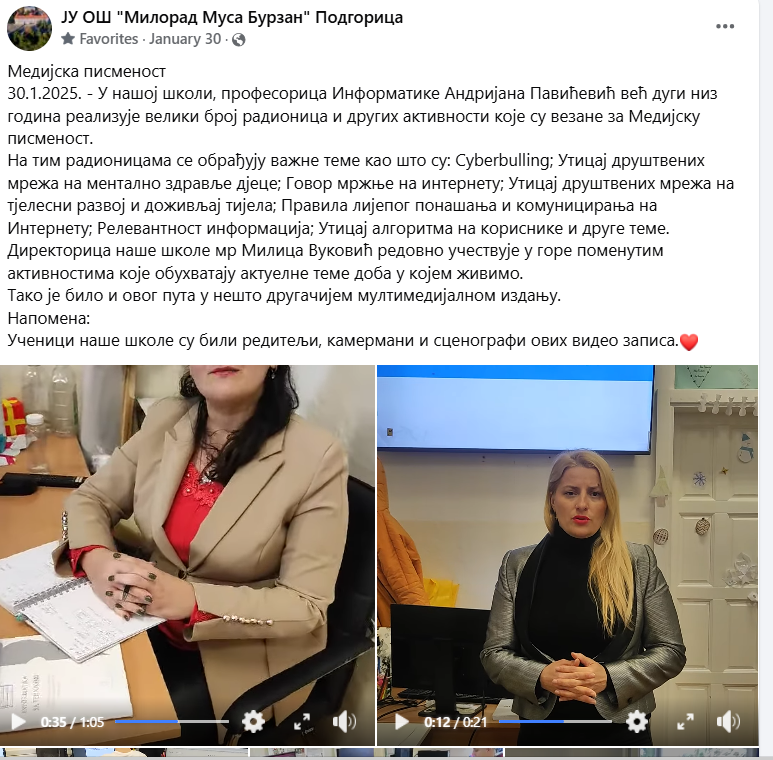 ЈУ ОШ "Милорад Муса Бурзан" Подгорица
Favorites · January 30 ·
Медијска писменост
30.1.2025. - У нашој школи, професорица Информатике Андријана Павићевић већ дуги низ
година реализује велики број радионица и других активности које су везане за Медијску
писменост.
На тим радионицама се обрађују важне теме као што су: Cyberbulling; Утицај друштвених
мрежа на ментално здравље дјеце; Говор мржње на интернету; Утицај друштвених мрежа на
тјелесни развој и доживљај тијела; Правила лијепог понашања и комуницирања на
Интернету; Релевантност информација; Утицај алгоритма на кориснике и друге теме.
Директорица наше школе мр Милица Вуковић редовно учествује у горе поменутим
активностима које обухватају актуелне теме доба у којем живимо.
Тако је било и овог пута у нешто другачијем мултимедијалном издању.
Напомена:
Ученици наше школе су били редитељи, камермани и сценографи ових видео записа.❤️
0:35 / 1:05
0:12 / 0:21